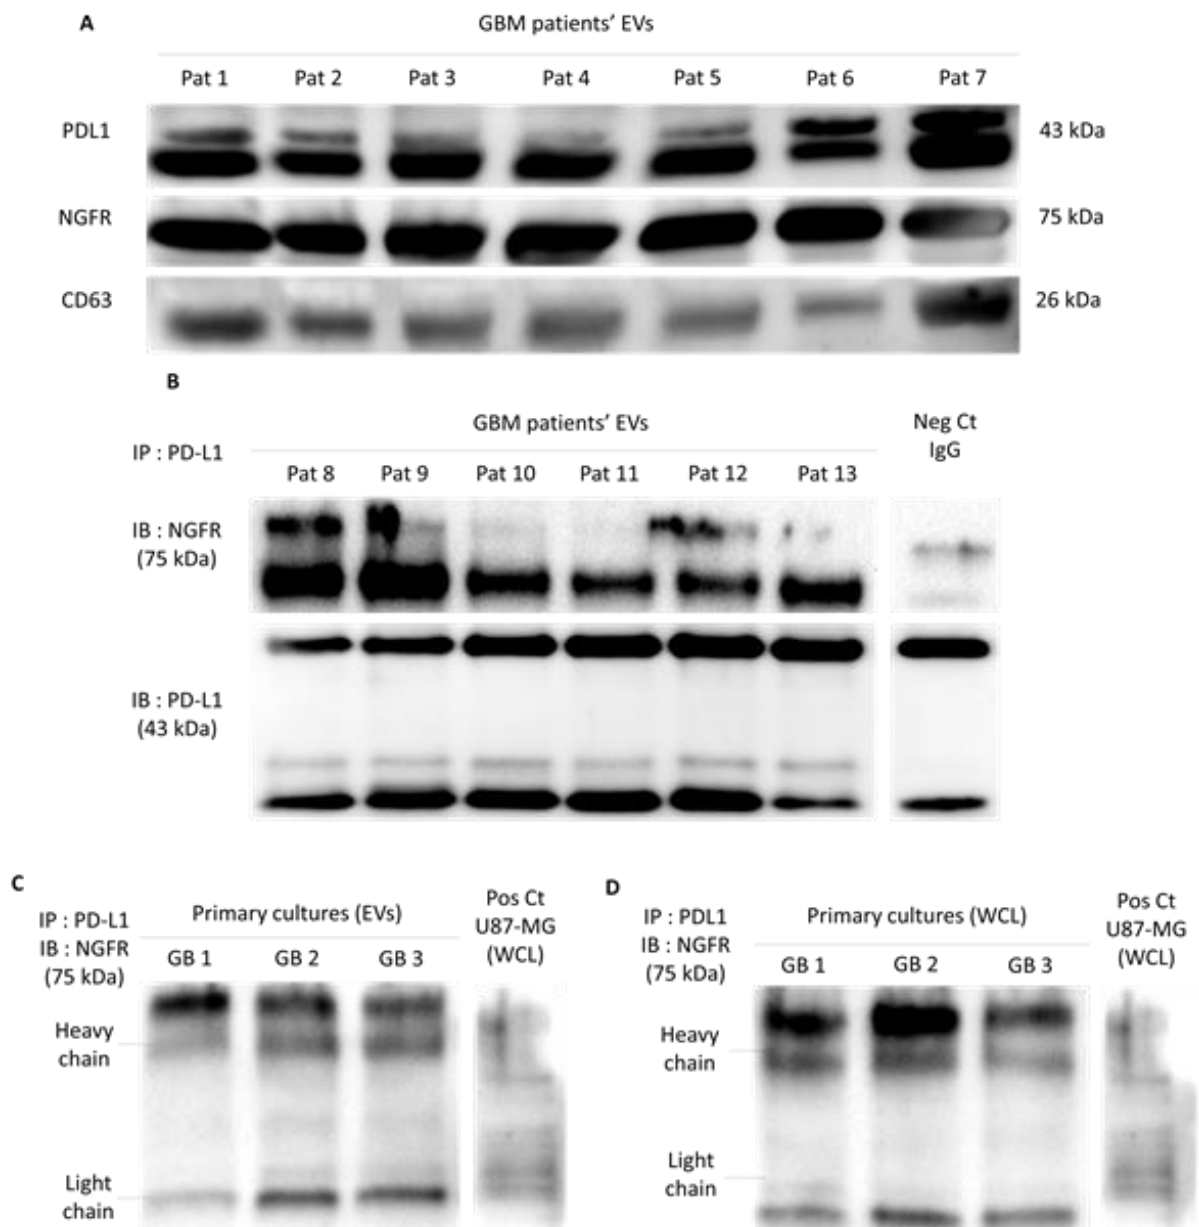 A
GBM patients' EVs
Pat 1 Pat 2 Pat 3 Pat 4 Pat 5 Pat 6 Pat 7
PDL1 43 kDa
NGFR 75 kDa
CD63 26 kDa
B
GBM patients' EVs
Neg Ct
IgG
IP : PD-L1
Pat 8 Pat 9 Pat 10 Pat 11 Pat 12 Pat 13
IB : NGFR
(75 kDa)
IB : PD-L1
(43 kDa)
C
IP : PD-L1
IB : NGFR
(75 kDa)
Primary cultures (EVs)
GB 1 GB 2 GB 3
Pos Ct
U87-MG
(WCL)
Heavy
chain
Light
chain
D
IP : PDL1
IB : NGFR
(75 kDa)
Primary cultures (WCL)
GB 1 GB 2 GB 3
Pos Ct
U87-MG
(WCL)
Heavy
chain
Light
chain